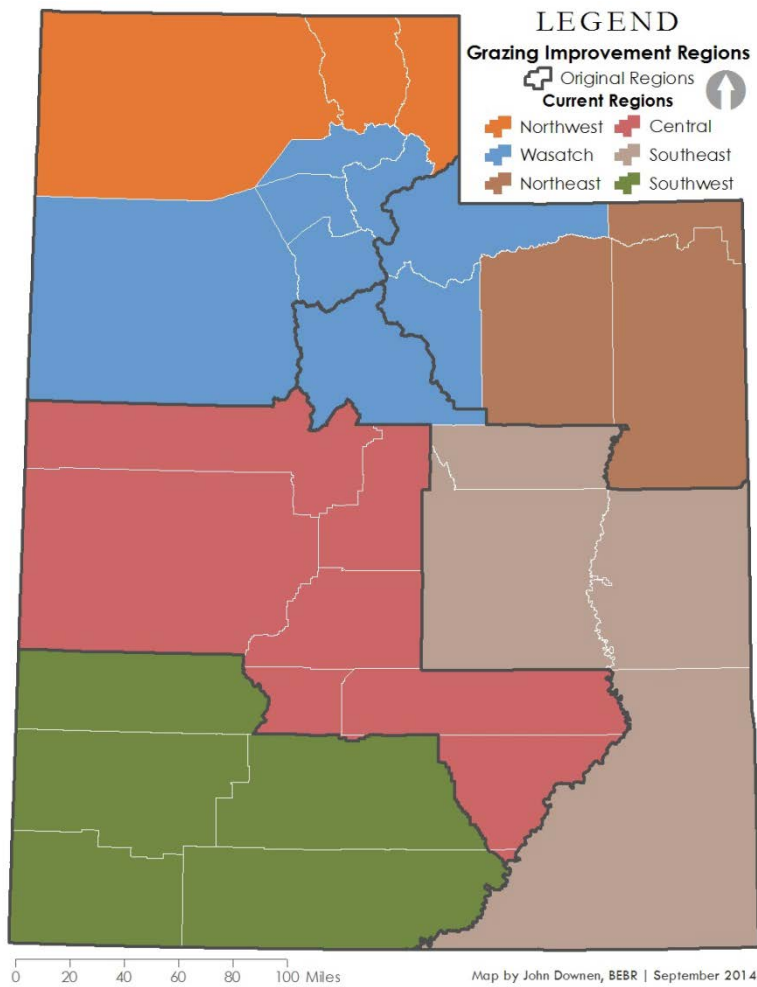 LEGEND
Grazing Improvement Regions
Original Regions
Current Regions
Northwest Central
Wasatch Southeast
Northeast Southwest
0 20 40 60 80 100 Miles
Map by John Downen, BEBR | September 2014